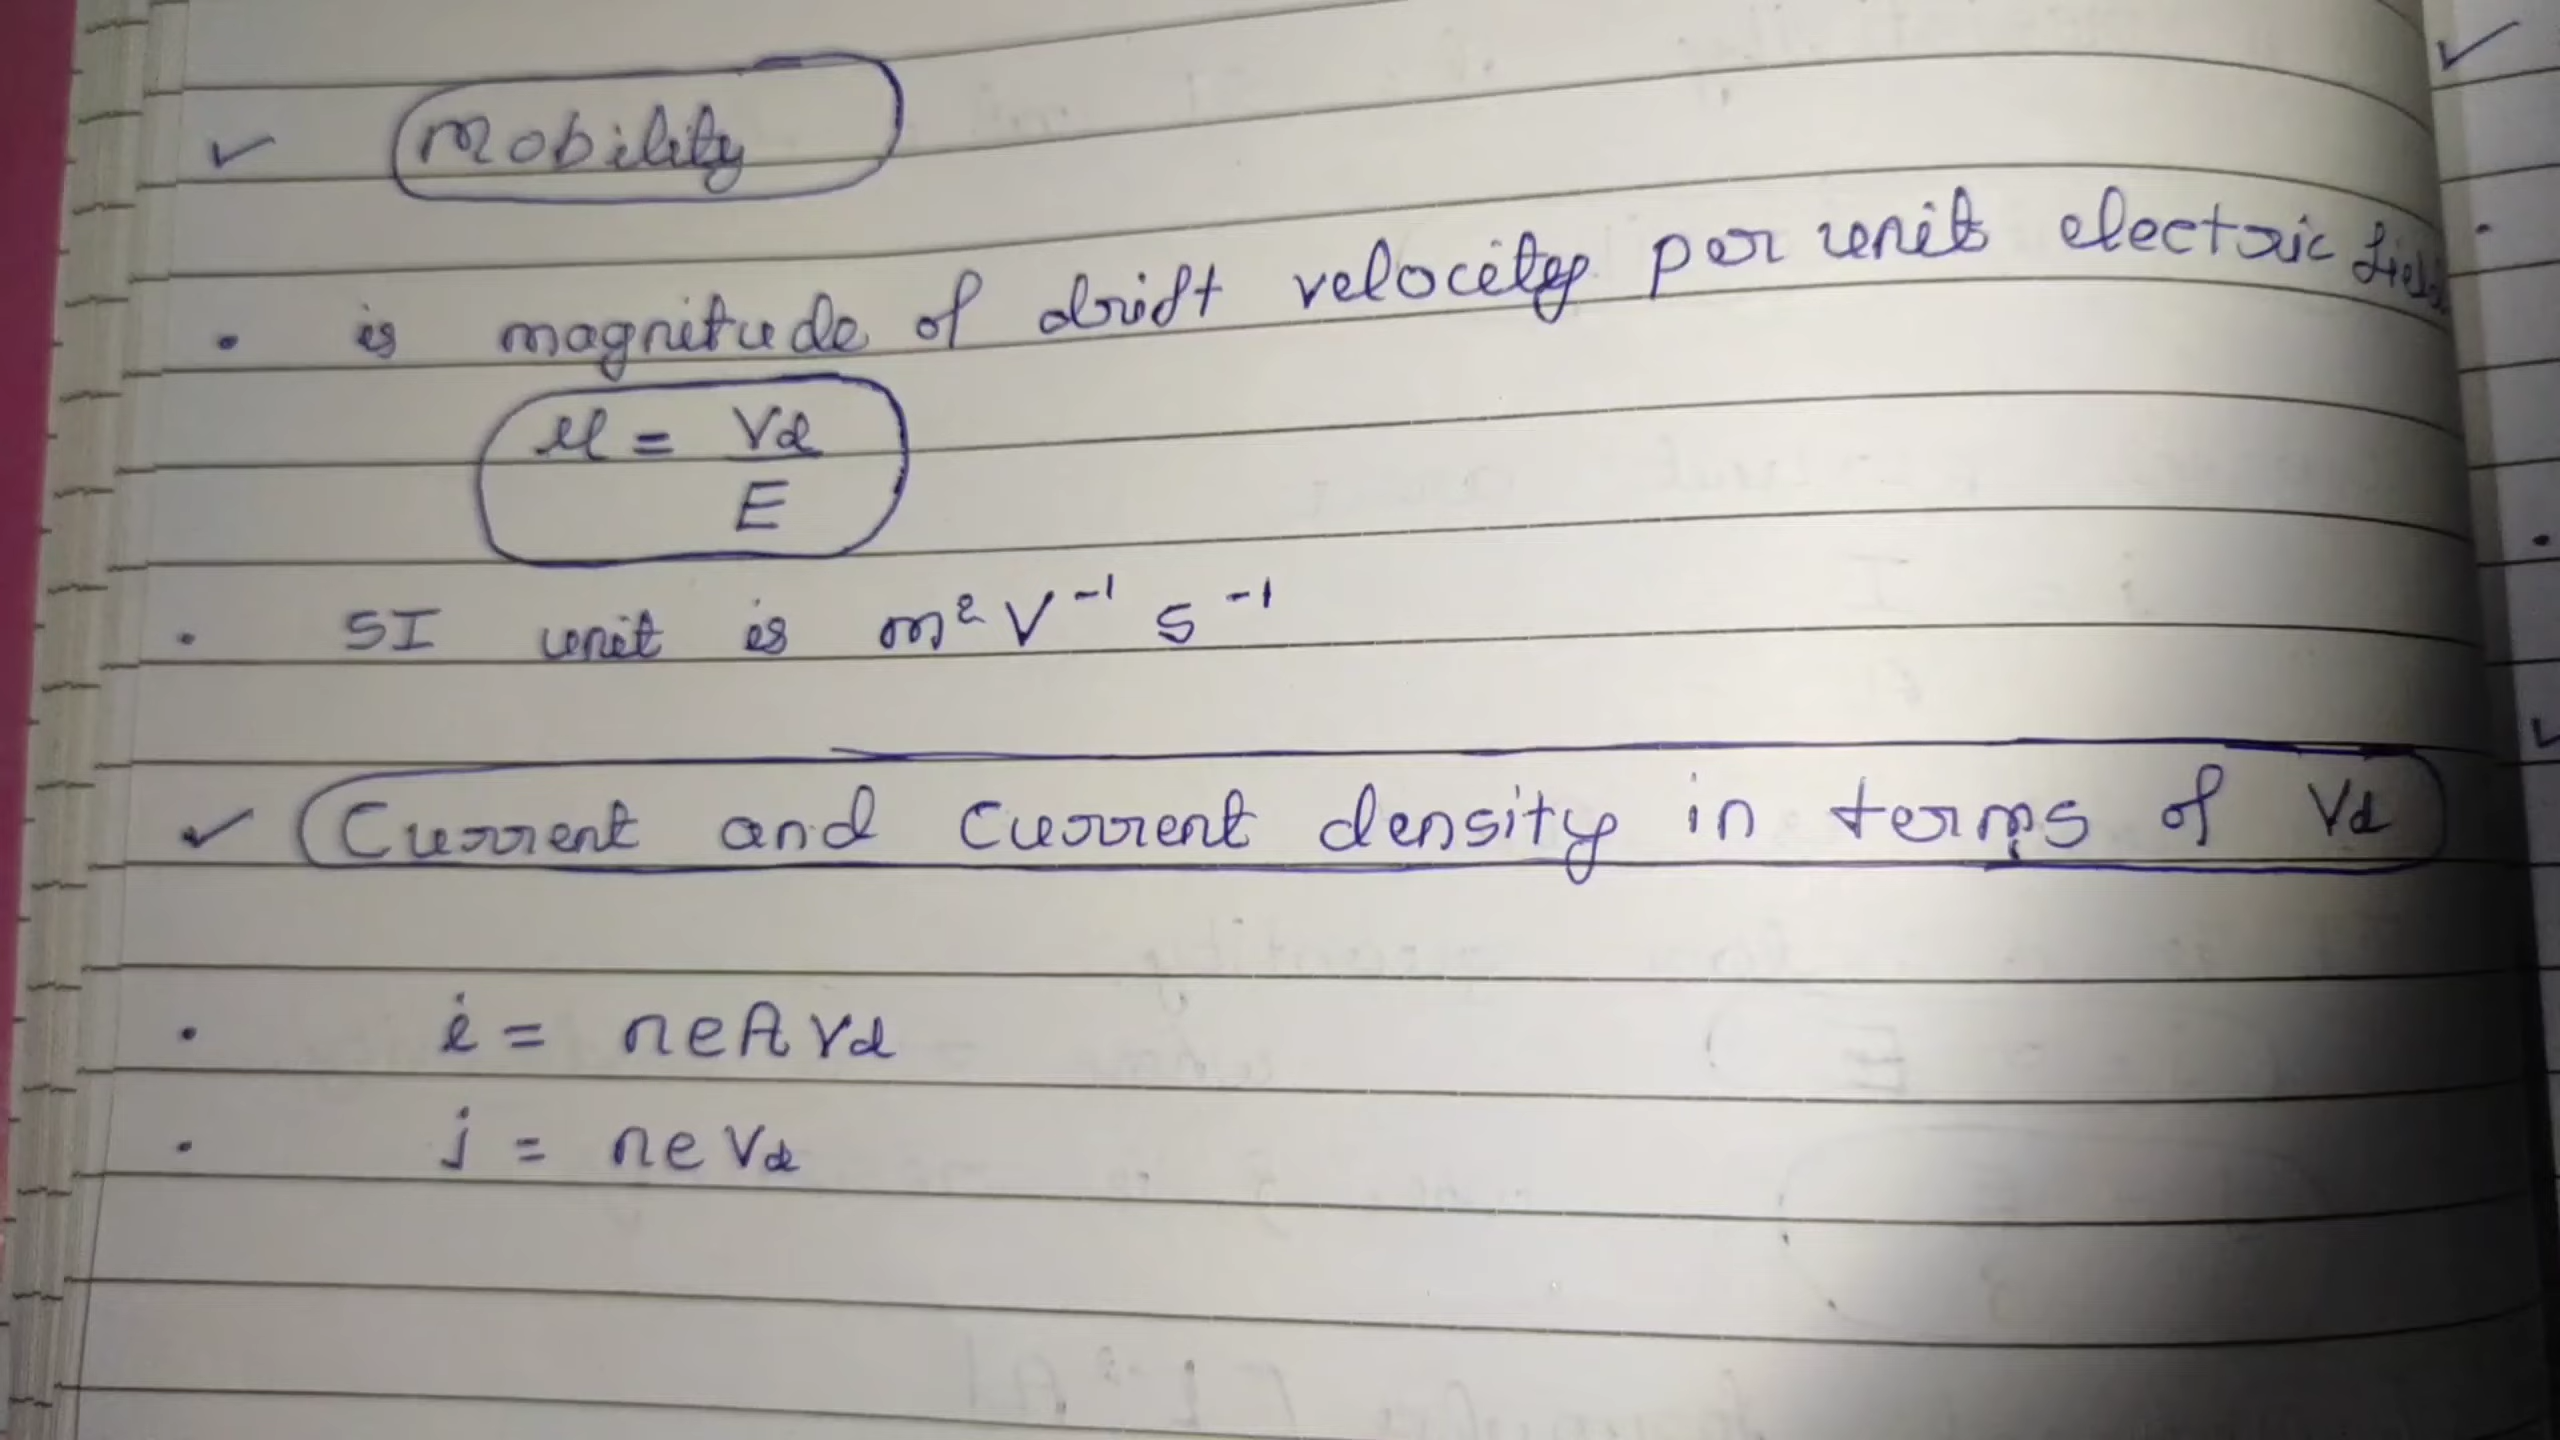 Mobility
• is magnitude of drift velocity per unit electric field
μ = Vd
E
• SI unit is m² V⁻¹ S⁻¹
Current and Current density in terms of Vd
• i = neAVd
• j = neVd